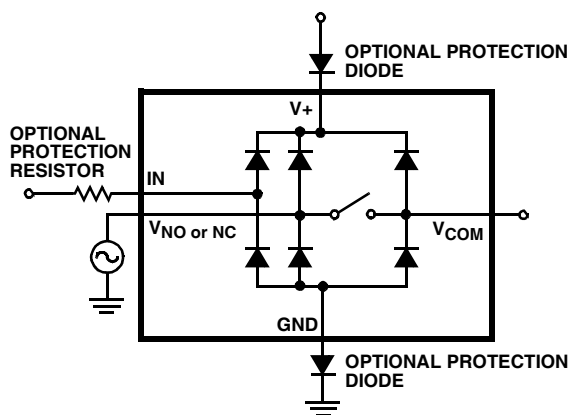 OPTIONAL PROTECTION
DIODE
V+
OPTIONAL
PROTECTION
RESISTOR
IN
VNO or NC
VCOM
GND
OPTIONAL PROTECTION
DIODE